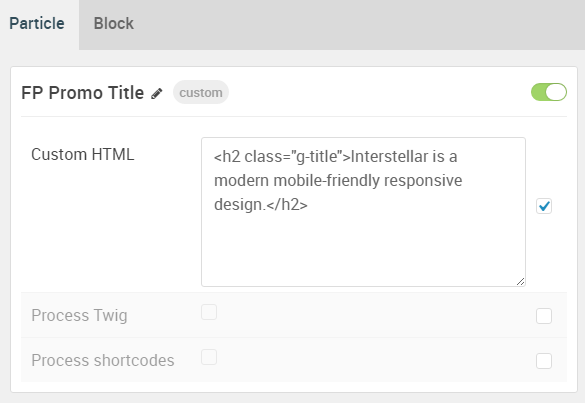 Particle Block
FP Promo Title custom
Custom HTML
<h2 class="g-title">Interstellar is a
modern mobile-friendly responsive
design.</h2>
Process Twig
Process shortcodes